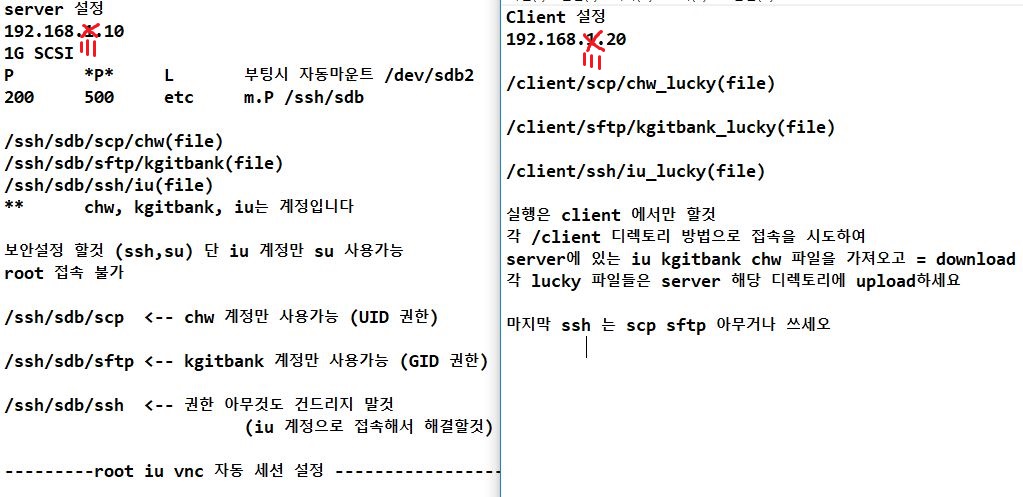 server 설정
192.168.1.10
1G SCSI
P *P* L 부팅시 자동마운트 /dev/sdb2
200 500 etc m.P /ssh/sdb
/ssh/sdb/scp/chw(file)
/ssh/sdb/sftp/kgitbank(file)
/ssh/sdb/ssh/iu(file)
** chw, kgitbank, iu는 계정입니다
보안설정 할것 (ssh,su) 단 iu 계정만 su 사용가능
root 접속 불가
/ssh/sdb/scp <-- chw 계정만 사용가능 (UID 권한)
/ssh/sdb/sftp <-- kgitbank 계정만 사용가능 (GID 권한)
/ssh/sdb/ssh <-- 권한 아무것도 건드리지 말것
(iu 계정으로 접속해서 해결할것)
---------root iu vnc 자동 세션 설정 -----------------
Client 설정
192.168.1.20
/client/scp/chw_lucky(file)
/client/sftp/kgitbank_lucky(file)
/client/ssh/iu_lucky(file)
실행은 client 에서만 할것
각 /client 디렉토리 방법으로 접속을 시도하여
server에 있는 iu kgitbank chw 파일을 가져오고 = download
각 lucky 파일들은 server 해당 디렉토리에 upload하세요
마지막 ssh 는 scp sftp 아무거나 쓰세오